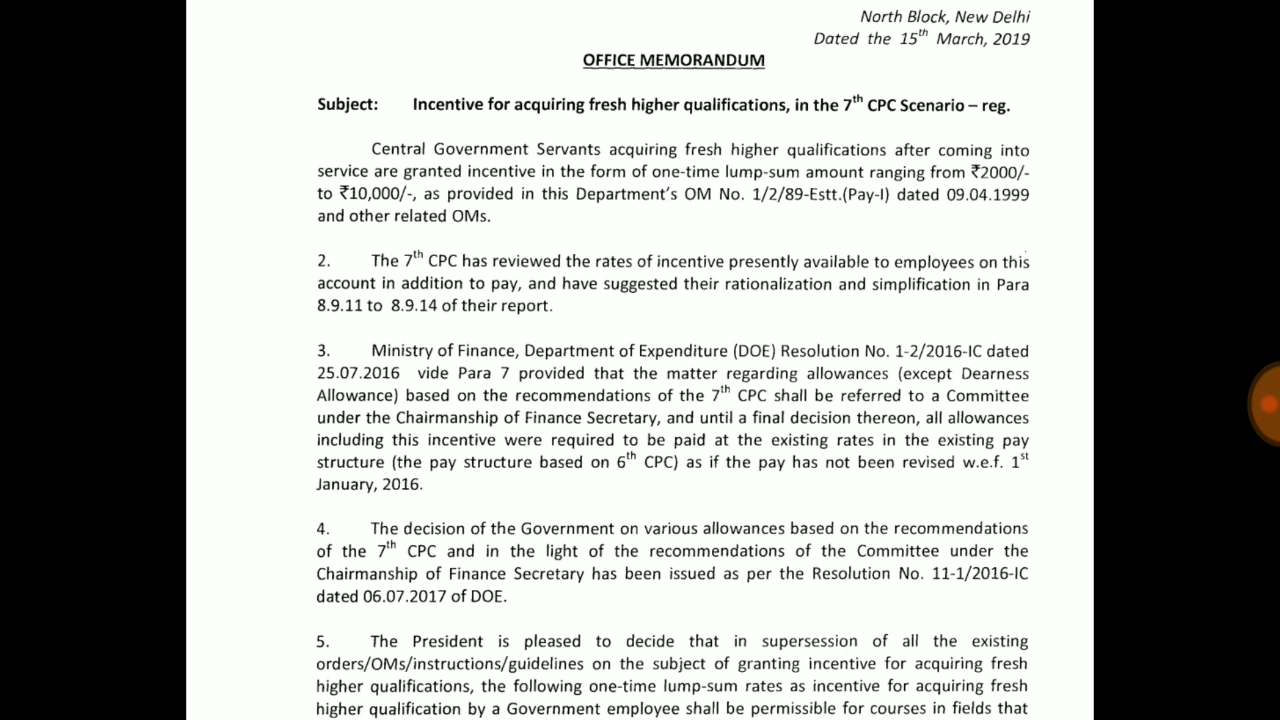 North Block, New Delhi
Dated the 15th March, 2019
OFFICE MEMORANDUM
Subject: Incentive for acquiring fresh higher qualifications, in the 7th CPC Scenario – reg.
Central Government Servants acquiring fresh higher qualifications after coming into
service are granted incentive in the form of one-time lump-sum amount ranging from ₹2000/-
to ₹10,000/-, as provided in this Department's OM No. 1/2/89-Estt.(Pay-I) dated 09.04.1999
and other related OMs.
2. The 7th CPC has reviewed the rates of incentive presently available to employees on this
account in addition to pay, and have suggested their rationalization and simplification in Para
8.9.11 to 8.9.14 of their report.
3. Ministry of Finance, Department of Expenditure (DOE) Resolution No. 1-2/2016-IC dated
25.07.2016 vide Para 7 provided that the matter regarding allowances (except Dearness
Allowance) based on the recommendations of the 7th CPC shall be referred to a Committee
under the Chairmanship of Finance Secretary, and until a final decision thereon, all allowances
including this incentive were required to be paid at the existing rates in the existing pay
structure (the pay structure based on 6th CPC) as if the pay has not been revised w.e.f. 1st
January, 2016.
4. The decision of the Government on various allowances based on the recommendations
of the 7th CPC and in the light of the recommendations of the Committee under the
Chairmanship of Finance Secretary has been issued as per the Resolution No. 11-1/2016-IC
dated 06.07.2017 of DOE.
5. The President is pleased to decide that in supersession of all the existing
orders/OMs/instructions/guidelines on the subject of granting incentive for acquiring fresh
higher qualifications, the following one-time lump-sum rates as incentive for acquiring fresh
higher qualification by a Government employee shall be permissible for courses in fields that